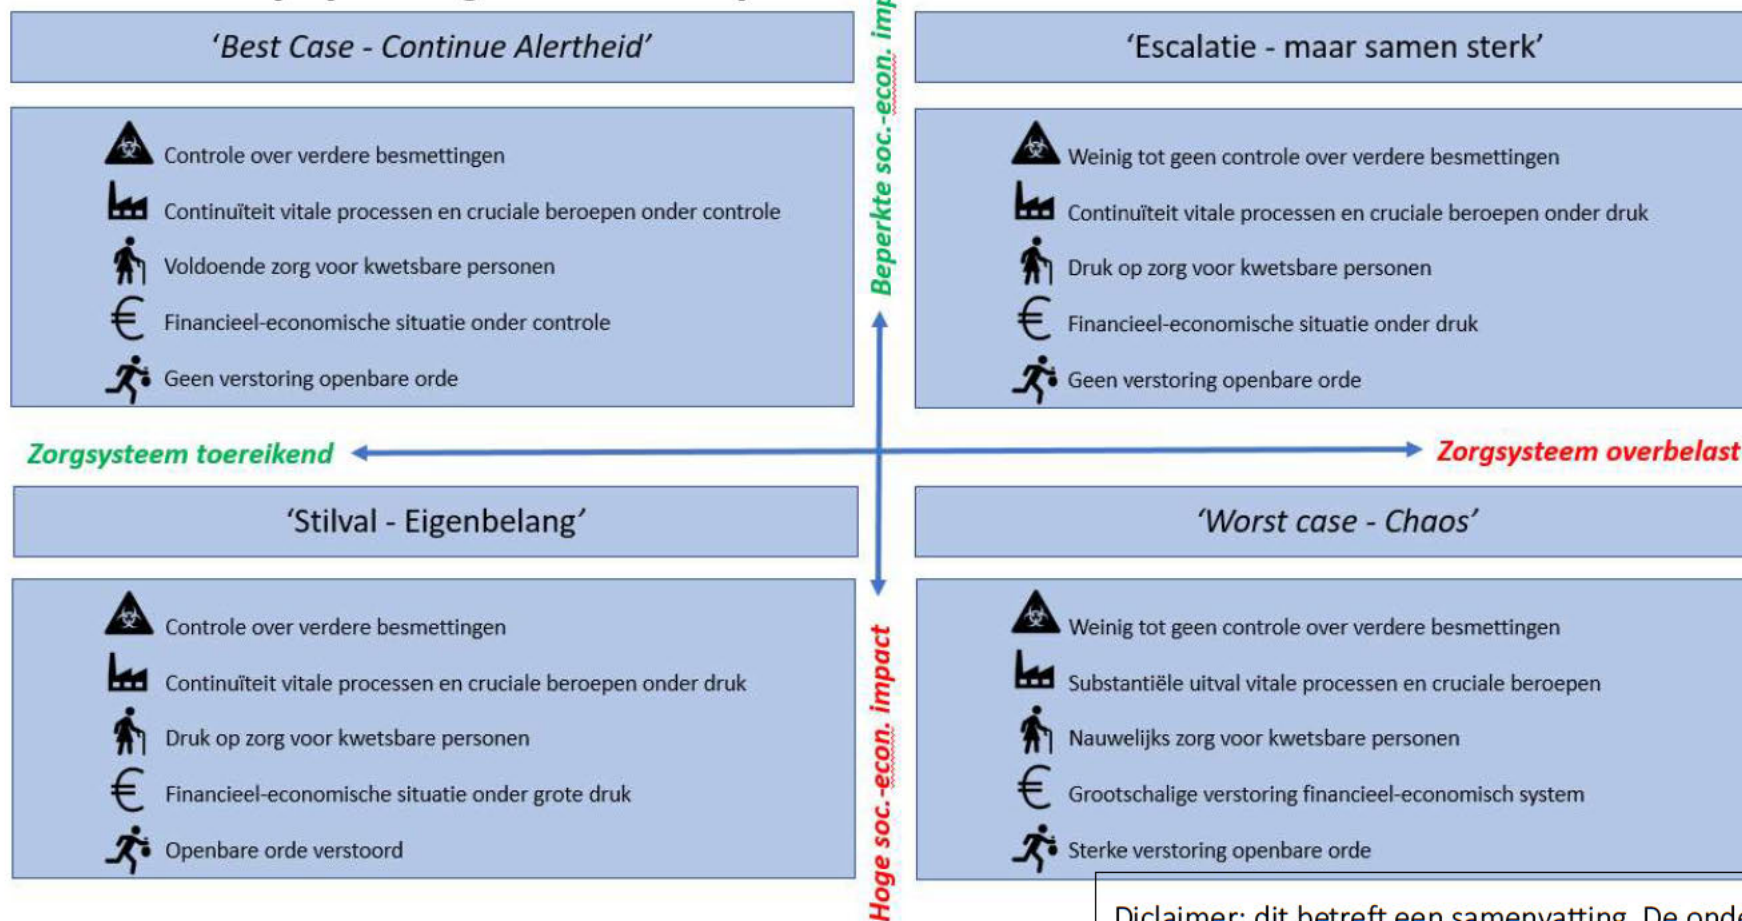 ‘Best Case - Continue Alertheid’
Controle over verdere besmettingen
Continuïteit vitale processen en cruciale beroepen onder controle
Voldoende zorg voor kwetsbare personen
Financieel-economische situatie onder controle
Geen verstoring openbare orde
Beperkte soc.-econ.
‘Escalatie - maar samen sterk’
Weinig tot geen controle over verdere besmettingen
Continuïteit vitale processen en cruciale beroepen onder druk
Druk op zorg voor kwetsbare personen
Financieel-economische situatie onder druk
Geen verstoring openbare orde
Zorgsysteem toereikend
Zorgsysteem overbelast
‘Stilval - Eigenbelang’
Controle over verdere besmettingen
Continuïteit vitale processen en cruciale beroepen onder druk
Druk op zorg voor kwetsbare personen
Financieel-economische situatie onder grote druk
Openbare orde verstoord
Hoge soc.-econ. impact
‘Worst case - Chaos’
Weinig tot geen controle over verdere besmettingen
Substantiële uitval vitale processen en cruciale beroepen
Nauwelijks zorg voor kwetsbare personen
Grootschalige verstoring financieel-economisch system
Sterke verstoring openbare orde
Diclaimer: dit betreft een samenvatting. De